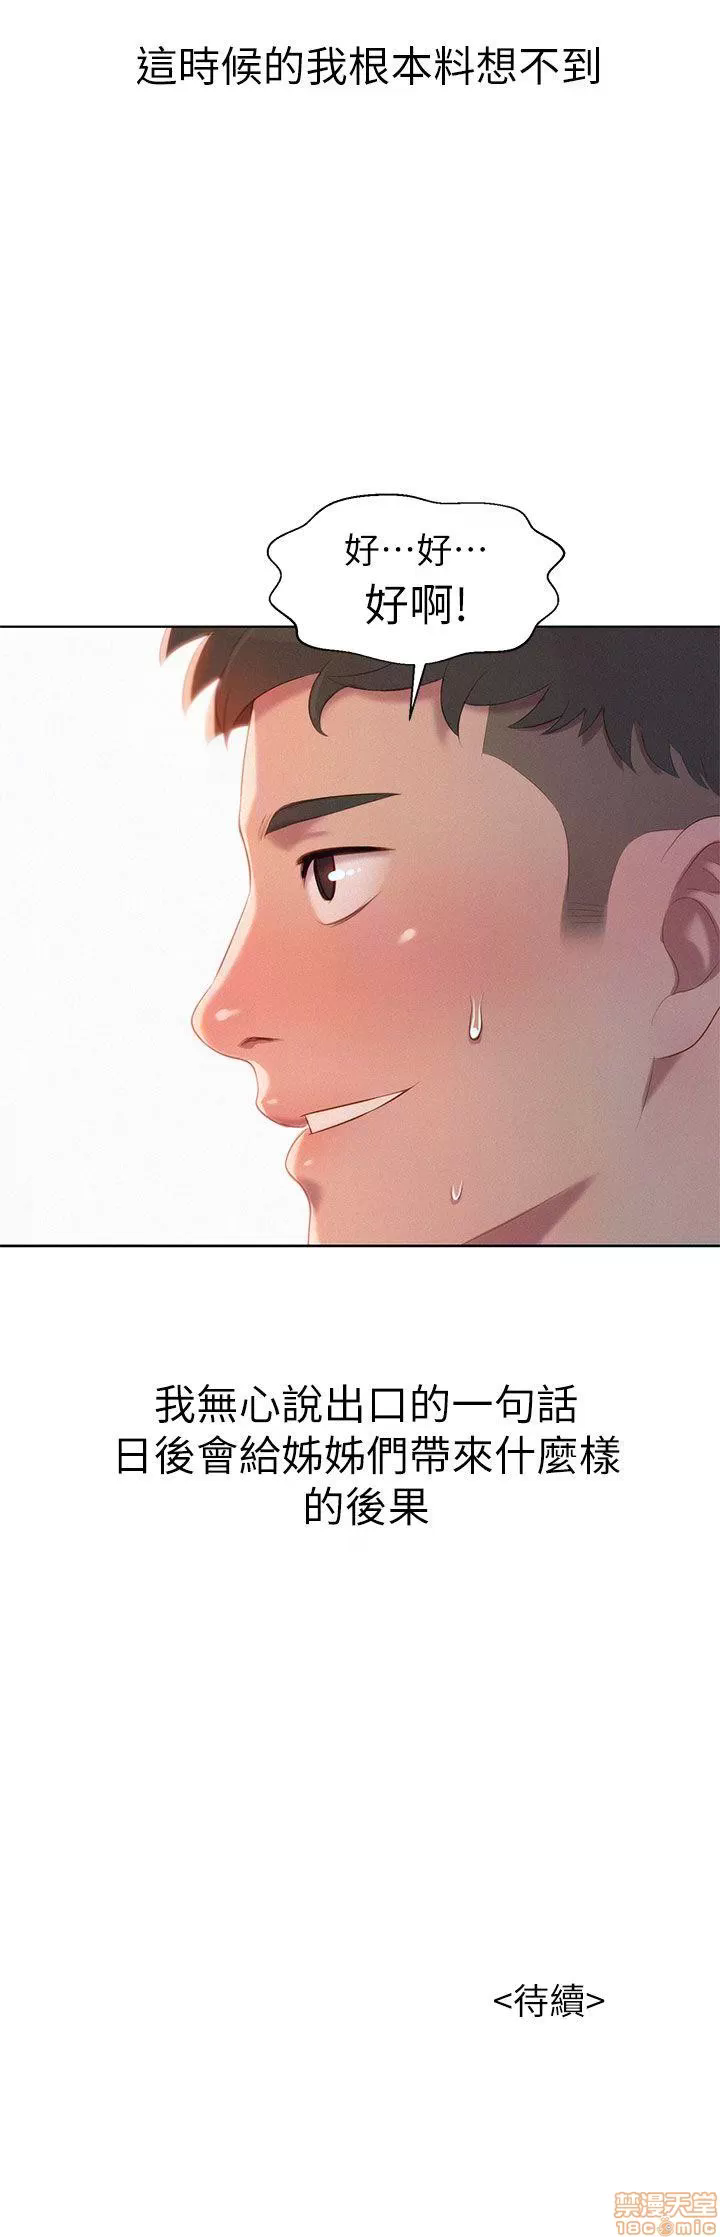 這時候的我根本料想不到
好…好…
好啊!
我無心說出口的一句話
日後會給姊姊們帶來什麼樣
的後果
<待續>
禁漫天堂
18comic